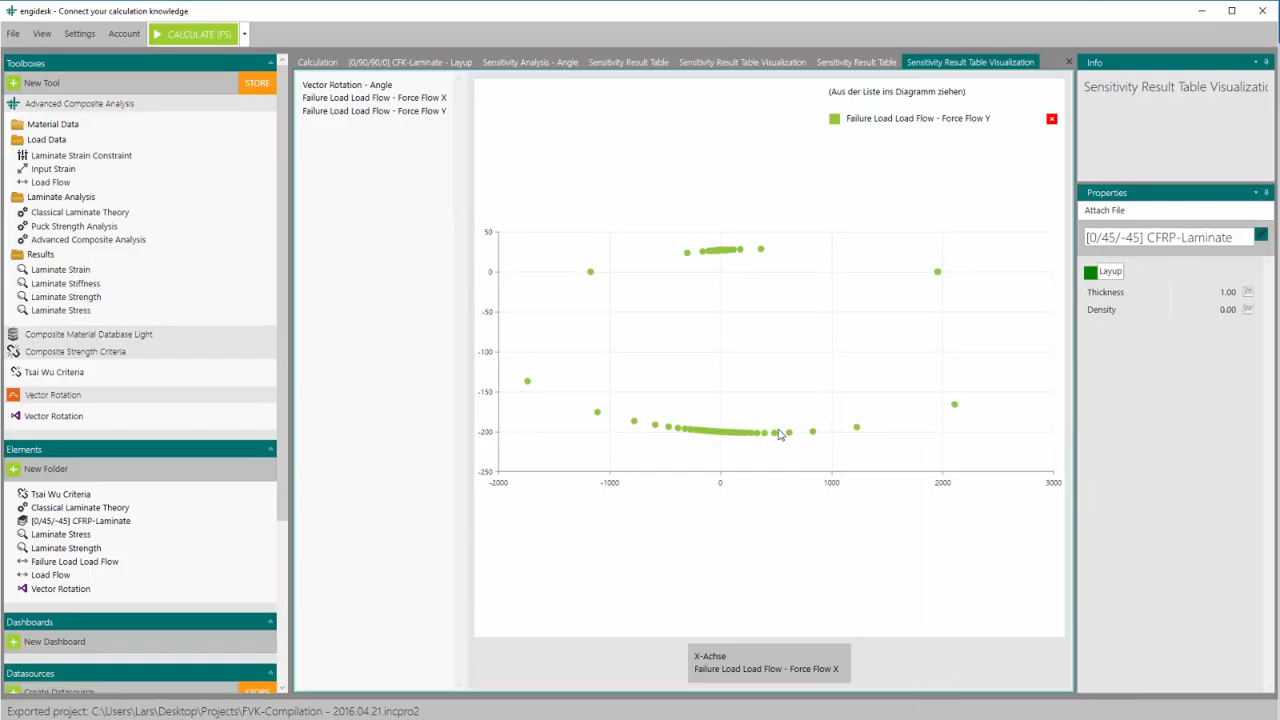 engidesk - Connect your calculation knowledge
File View Settings Account CALCULATE (F5)
Toolboxes
New Tool STORE
Advanced Composite Analysis
Material Data
Load Data
Laminate Strain Constraint
Input Strain
Load Flow
Laminate Analysis
Classical Laminate Theory
Puck Strength Analysis
Advanced Composite Analysis
Results
Laminate Strain
Laminate Stiffness
Laminate Strength
Laminate Stress
Composite Material Database Light
Composite Strength Criteria
Tsai Wu Criteria
Vector Rotation
Vector Rotation
Elements
New Folder
Tsai Wu Criteria
Classical Laminate Theory
[0/45/-45] CFRP-Laminate
Laminate Stress
Laminate Strength
Failure Load Load Flow
Load Flow
Vector Rotation
Dashboards
New Dashboard
Datasources
Create Datasource STORE
Calculation [0/90/90/0] CFK-Laminate - Layup Sensitivity Analysis - Angle Sensitivity Result Table Sensitivity Result Table Visualization Sensitivity Result Table Sensitivity Result Table Visualization
Vector Rotation - Angle
Failure Load Load Flow - Force Flow X
Failure Load Load Flow - Force Flow Y
(Aus der Liste ins Diagramm ziehen)
Failure Load Load Flow - Force Flow Y
50
0
-50
-100
-150
-200
-250
-2000 -1000 0 1000 2000 3000
X-Achse
Failure Load Load Flow - Force Flow X
Info
Sensitivity Result Table Visualizatic
Properties
Attach File
[0/45/-45] CFRP-Laminate
Layup
Thickness 1.00
Density 0.00
Exported project: C:\Users\Lars\Desktop\Projects\FVK-Compilation - 2016.04.21.incpro2